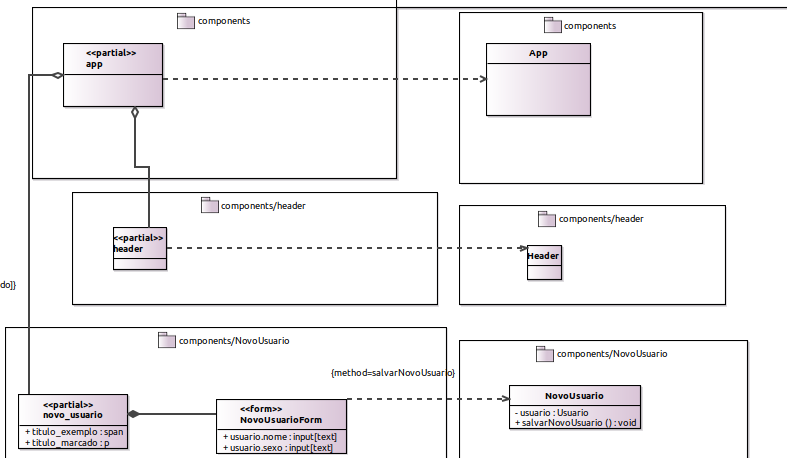 components
components
<<partial>>
app
App
components/header
components/header
<<partial>>
header
Header
do]}
components/NovoUsuario
components/NovoUsuario
{method=salvarNovoUsuario}
<<partial>>
novo_usuario
+ titulo_exemplo : span
+ titulo_marcado : p
<<form>>
NovoUsuarioForm
+ usuario.nome : input[text]
+ usuario.sexo : input[text]
NovoUsuario
- usuario : Usuario
+ salvarNovoUsuario () : void